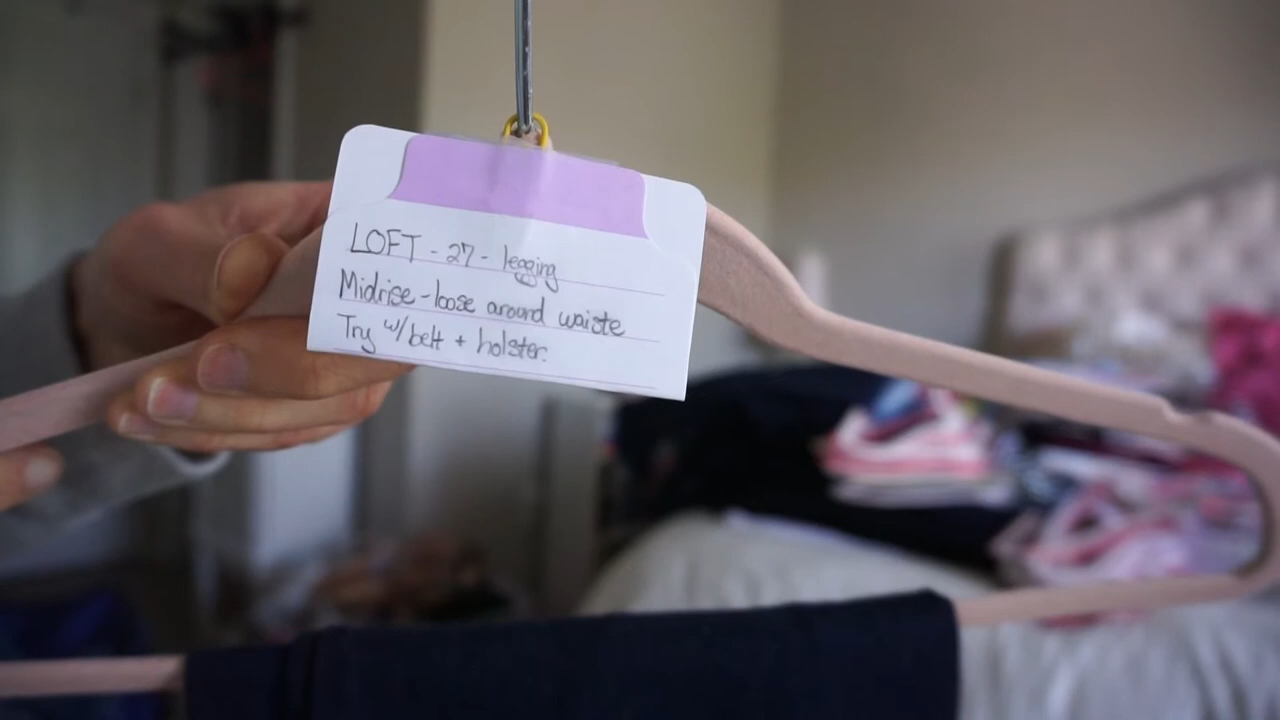 LOFT - 27 - legging
Midrise - loose around waiste
Try w/ belt + holster.